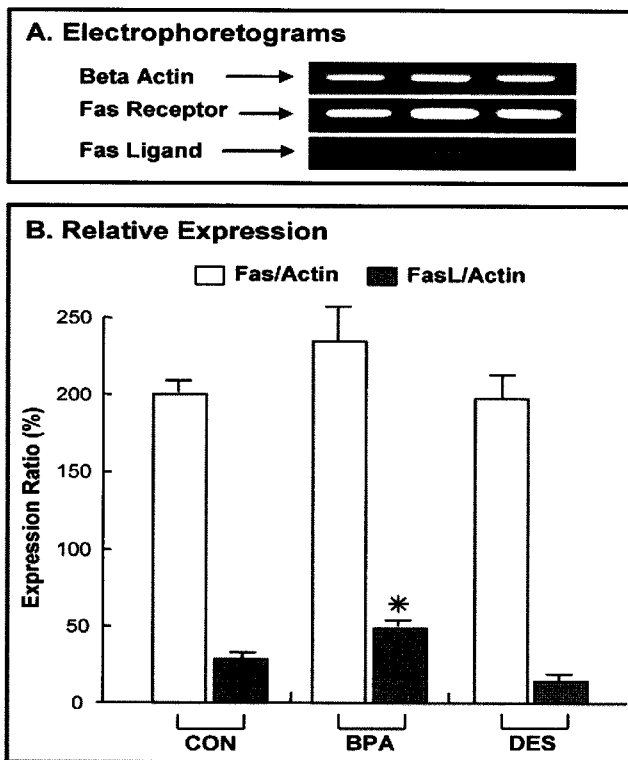 A. Electrophoretograms
Beta Actin
Fas Receptor
Fas Ligand
B. Relative Expression
Fas/Actin FasL/Actin
Expression Ratio (%)
250
200
150
100
50
0
*
CON BPA DES